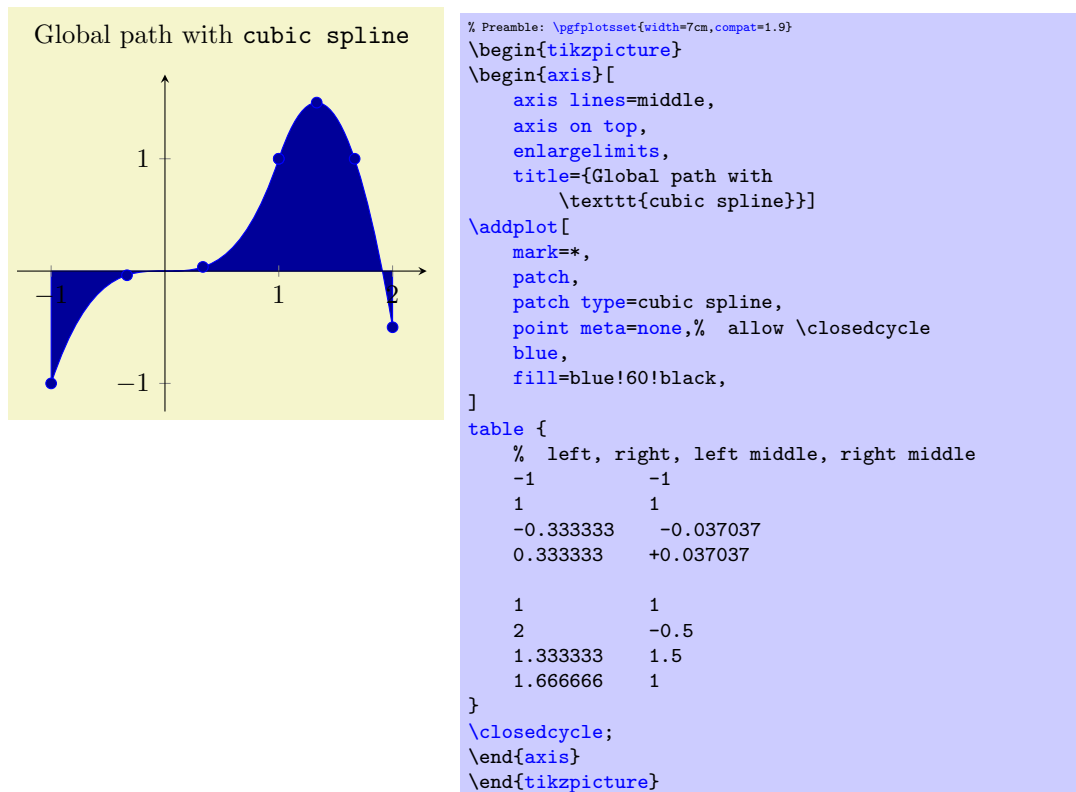 Global path with cubic spline
1
−1
1
2
−1
% Preamble: \pgfplotsset{width=7cm,compat=1.9}
\begin{tikzpicture}
\begin{axis}[
    axis lines=middle,
    axis on top,
    enlargelimits,
    title={Global path with
        \texttt{cubic spline}}]
\addplot[
    mark=*,
    patch,
    patch type=cubic spline,
    point meta=none,%  allow \closedcycle
    blue,
    fill=blue!60!black,
]
table {
    %  left, right, left middle, right middle
    -1          -1
    1           1
    -0.333333    -0.037037
    0.333333    +0.037037

    1           1
    2           -0.5
    1.333333    1.5
    1.666666    1
}
\closedcycle;
\end{axis}
\end{tikzpicture}